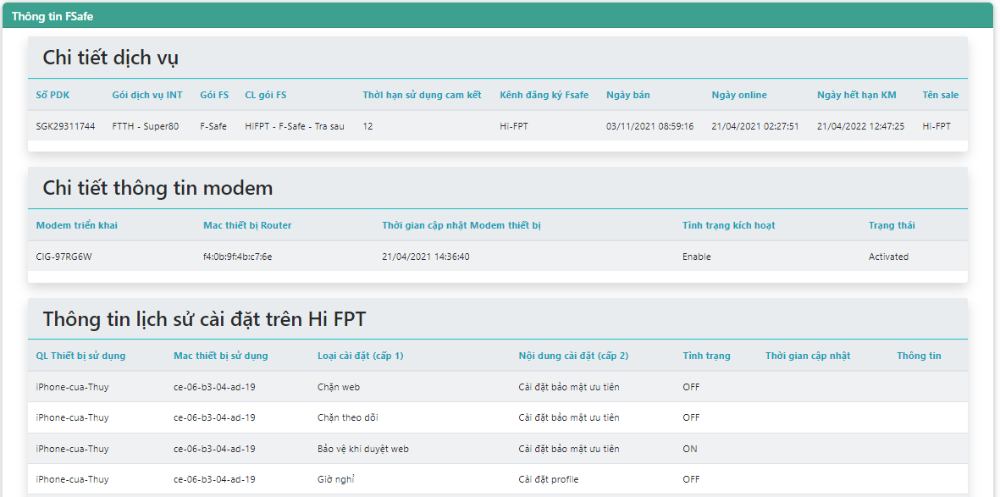 Thông tin FSafe
Chi tiết dịch vụ
Số PDK Gói dịch vụ INT Gói FS CL gói FS Thời hạn sử dụng cam kết Kênh đăng ký Fsafe Ngày bán Ngày online Ngày hết hạn KM Tên sale
SGK29311744 FTTH - Super80 F-Safe HiFPT - F-Safe - Tra sau 12 Hi-FPT 03/11/2021 08:59:16 21/04/2021 02:27:51 21/04/2022 12:47:25 Hi-FPT
Chi tiết thông tin modem
Modem triển khai Mac thiết bị Router Thời gian cập nhật Modem thiết bị Tình trạng kích hoạt Trạng thái
CIG-97RG6W f4:0b:9f:4b:c7:6e 21/04/2021 14:36:40 Enable Activated
Thông tin lịch sử cài đặt trên Hi FPT
QL Thiết bị sử dụng Mac thiết bị sử dụng Loại cài đặt (cấp 1) Nội dung cài đặt (cấp 2) Tình trạng Thời gian cập nhật Thông tin
iPhone-cua-Thuy ce-06-b3-04-ad-19 Chặn web Cài đặt bảo mật ưu tiên OFF
iPhone-cua-Thuy ce-06-b3-04-ad-19 Chặn theo dõi Cài đặt bảo mật ưu tiên OFF
iPhone-cua-Thuy ce-06-b3-04-ad-19 Bảo vệ khi duyệt web Cài đặt bảo mật ưu tiên ON
iPhone-cua-Thuy ce-06-b3-04-ad-19 Giờ nghỉ Cài đặt profile OFF